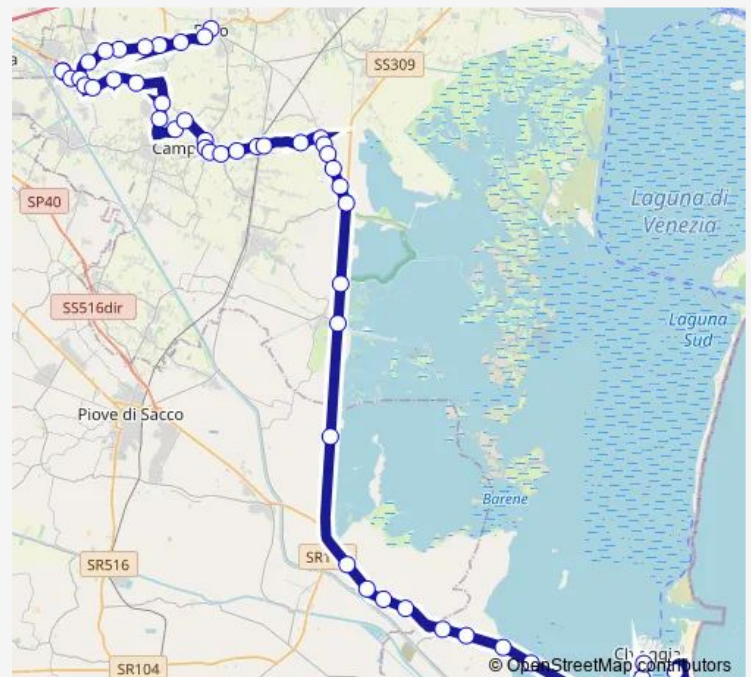 SS309
Camp
SP40
Laguna di
Venezia
SS516dir
Laguna
Sud
Piove di Sacco
Barene
SR516
SR104
© OpenStreetMap contributors